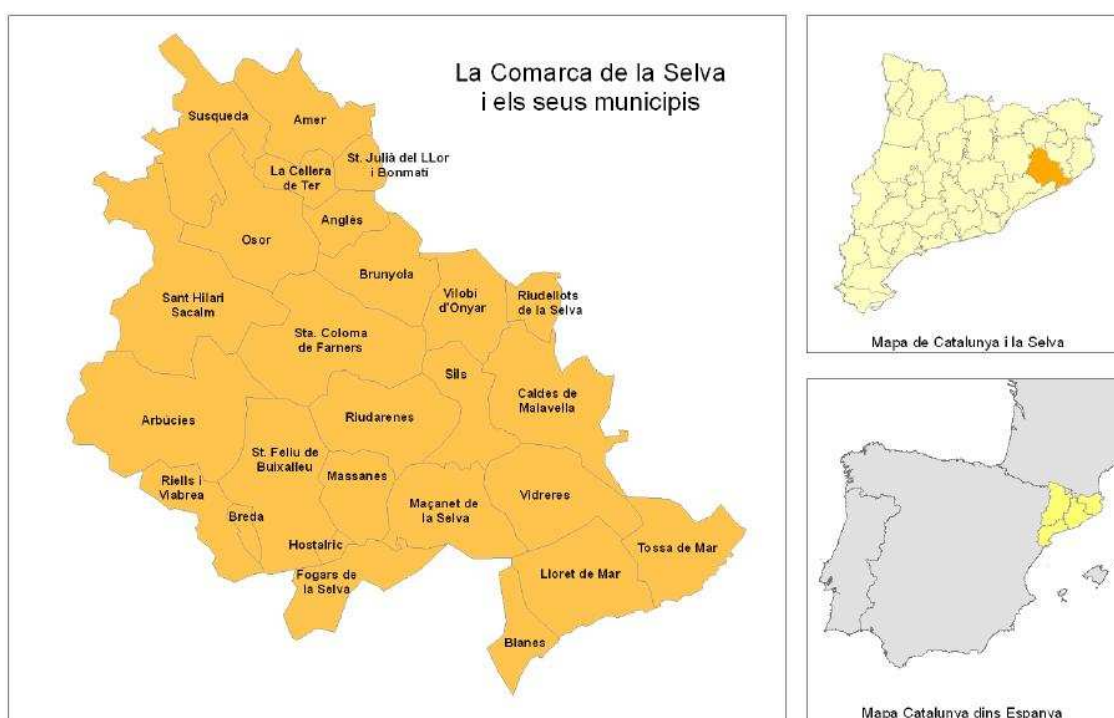 La Comarca de la Selva
i els seus municipis
Susqueda
Amer
St. Julià del LLor
i Bonmatí
La Cellera
de Ter
Anglès
Osor
Brunyola
Vilobí
d'Onyar
Riudellots
de la Selva
Sant Hilari
Sacalm
Sta. Coloma
de Farners
Sils
Caldes de
Malavella
Arbúcies
Riudarenes
St. Feliu de
Buixalleu
Massanes
Riells i
Viabrea
Maçanet de
la Selva
Vidreres
Breda
Hostalric
Tossa de Mar
Fogars de
la Selva
Lloret de Mar
Blanes
Mapa de Catalunya i la Selva
Mapa Catalunya dins Espanya